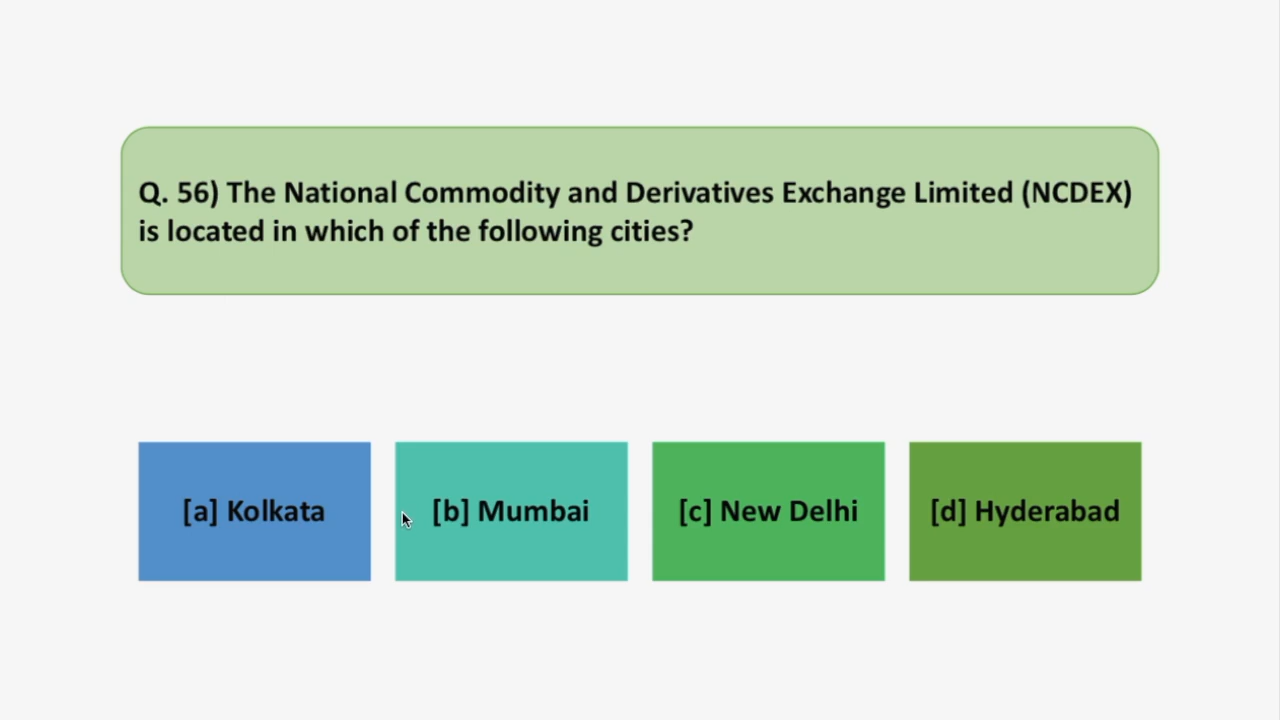 Q. 56) The National Commodity and Derivatives Exchange Limited (NCDEX)
is located in which of the following cities?
[a] Kolkata
[b] Mumbai
[c] New Delhi
[d] Hyderabad